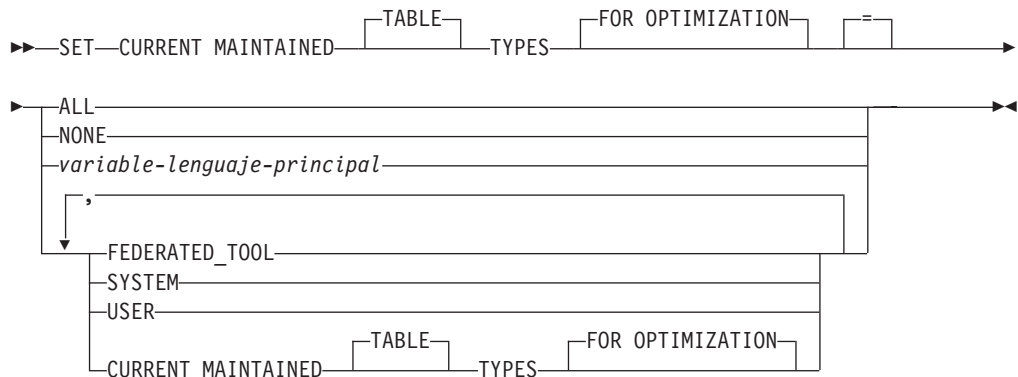 TABLE FOR OPTIMIZATION
SET CURRENT MAINTAINED TYPES =
ALL
NONE
variable-lenguaje-principal
,
FEDERATED_TOOL
SYSTEM
USER
TABLE FOR OPTIMIZATION
CURRENT MAINTAINED TYPES